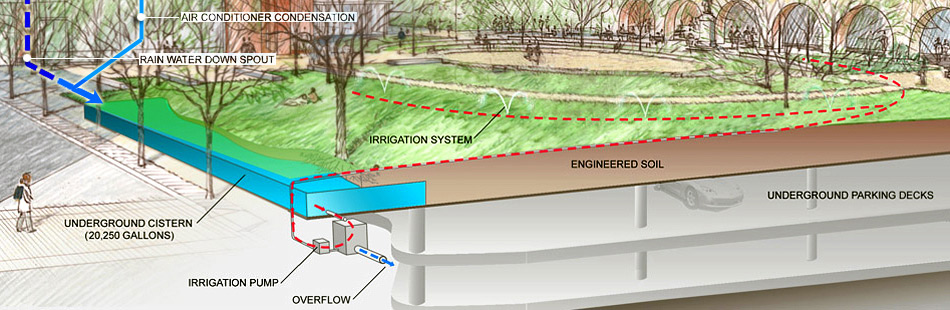 AIR CONDITIONER CONDENSATION
RAIN WATER DOWN SPOUT
IRRIGATION SYSTEM
ENGINEERED SOIL
UNDERGROUND PARKING DECKS
UNDERGROUND CISTERN
(20,250 GALLONS)
IRRIGATION PUMP
OVERFLOW